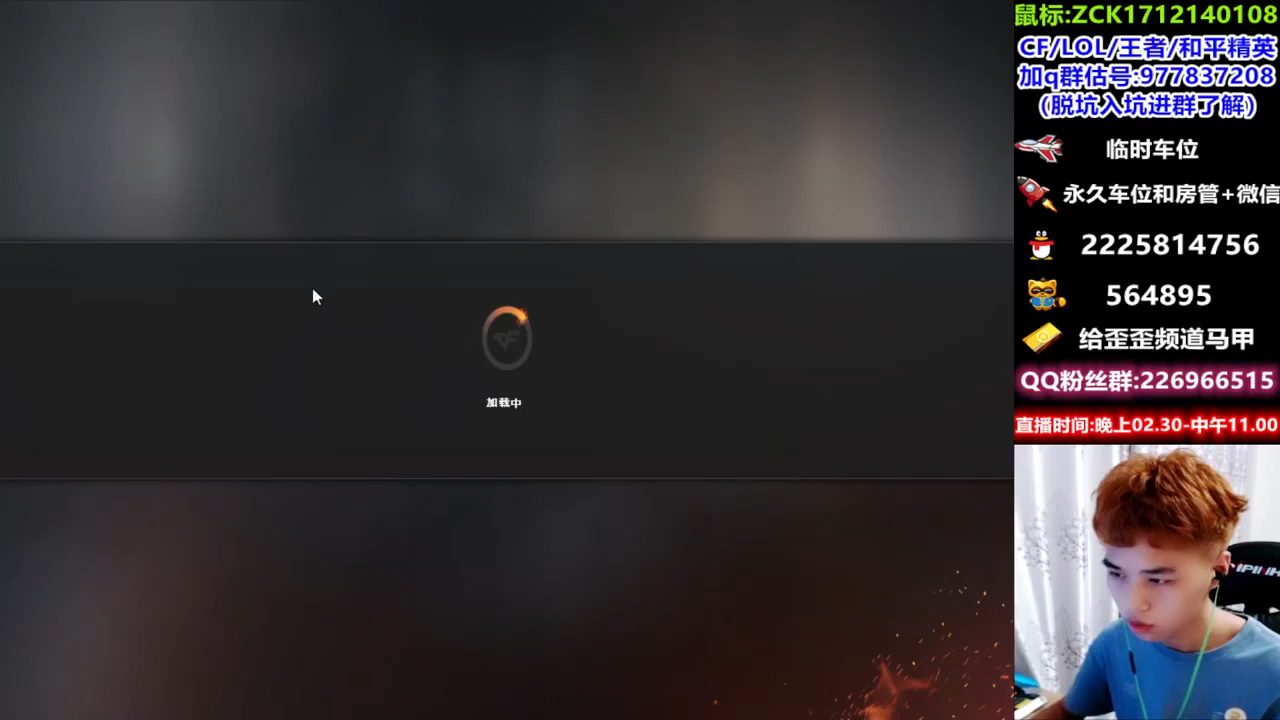 鼠标:ZCK1712140108
CF/LOL/王者/和平精英
加q群估号:977837208
(脱坑入坑进群了解)
临时车位
永久车位和房管+微信
2225814756
564895
给歪歪频道马甲
QQ粉丝群:226966515
直播时间:晚上02.30-中午11.00
加载中
CF